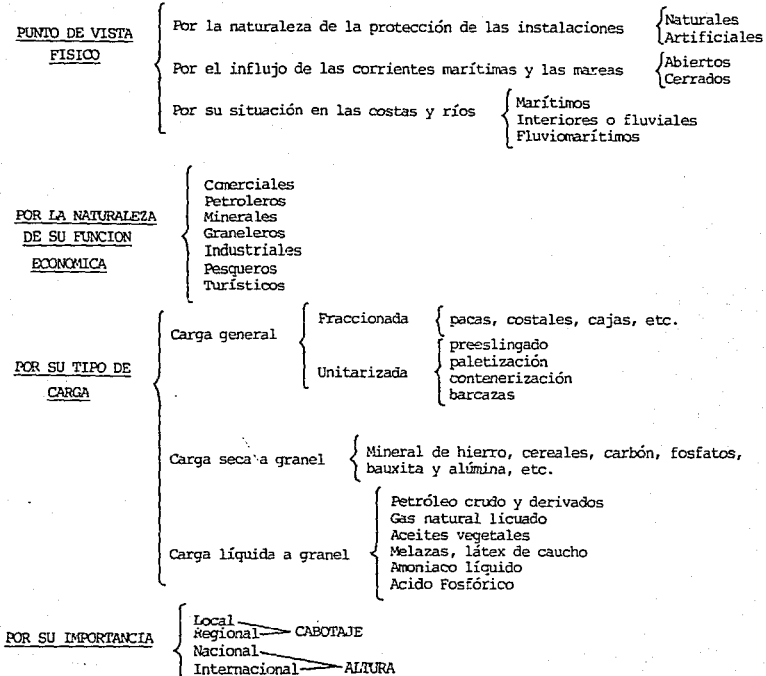 PUNTO DE VISTA
FISICO
Por la naturaleza de la protección de las instalaciones
Naturales
Artificiales
Por el influjo de las corrientes marítimas y las mareas
Abiertos
Cerrados
Por su situación en las costas y ríos
Marítimos
Interiores o fluviales
Fluviomarítimos
POR LA NATURALEZA
DE SU FUNCION
ECONOMICA
Comerciales
Petroleros
Minerales
Graneleros
Industriales
Pesqueros
Turísticos
POR SU TIPO DE
CARGA
Carga general
Fraccionada
pacas, costales, cajas, etc.
Unitarizada
preeslingado
paletización
contenerización
barcazas
Carga seca a granel
Mineral de hierro, cereales, carbón, fosfatos,
bauxita y alúmina, etc.
Carga líquida a granel
Petróleo crudo y derivados
Gas natural licuado
Aceites vegetales
Melazas, látex de caucho
Amoniaco líquido
Acido Fosfórico
POR SU IMPORTANCIA
Local
Regional
CABOTAJE
Nacional
Internacional
ALTURA